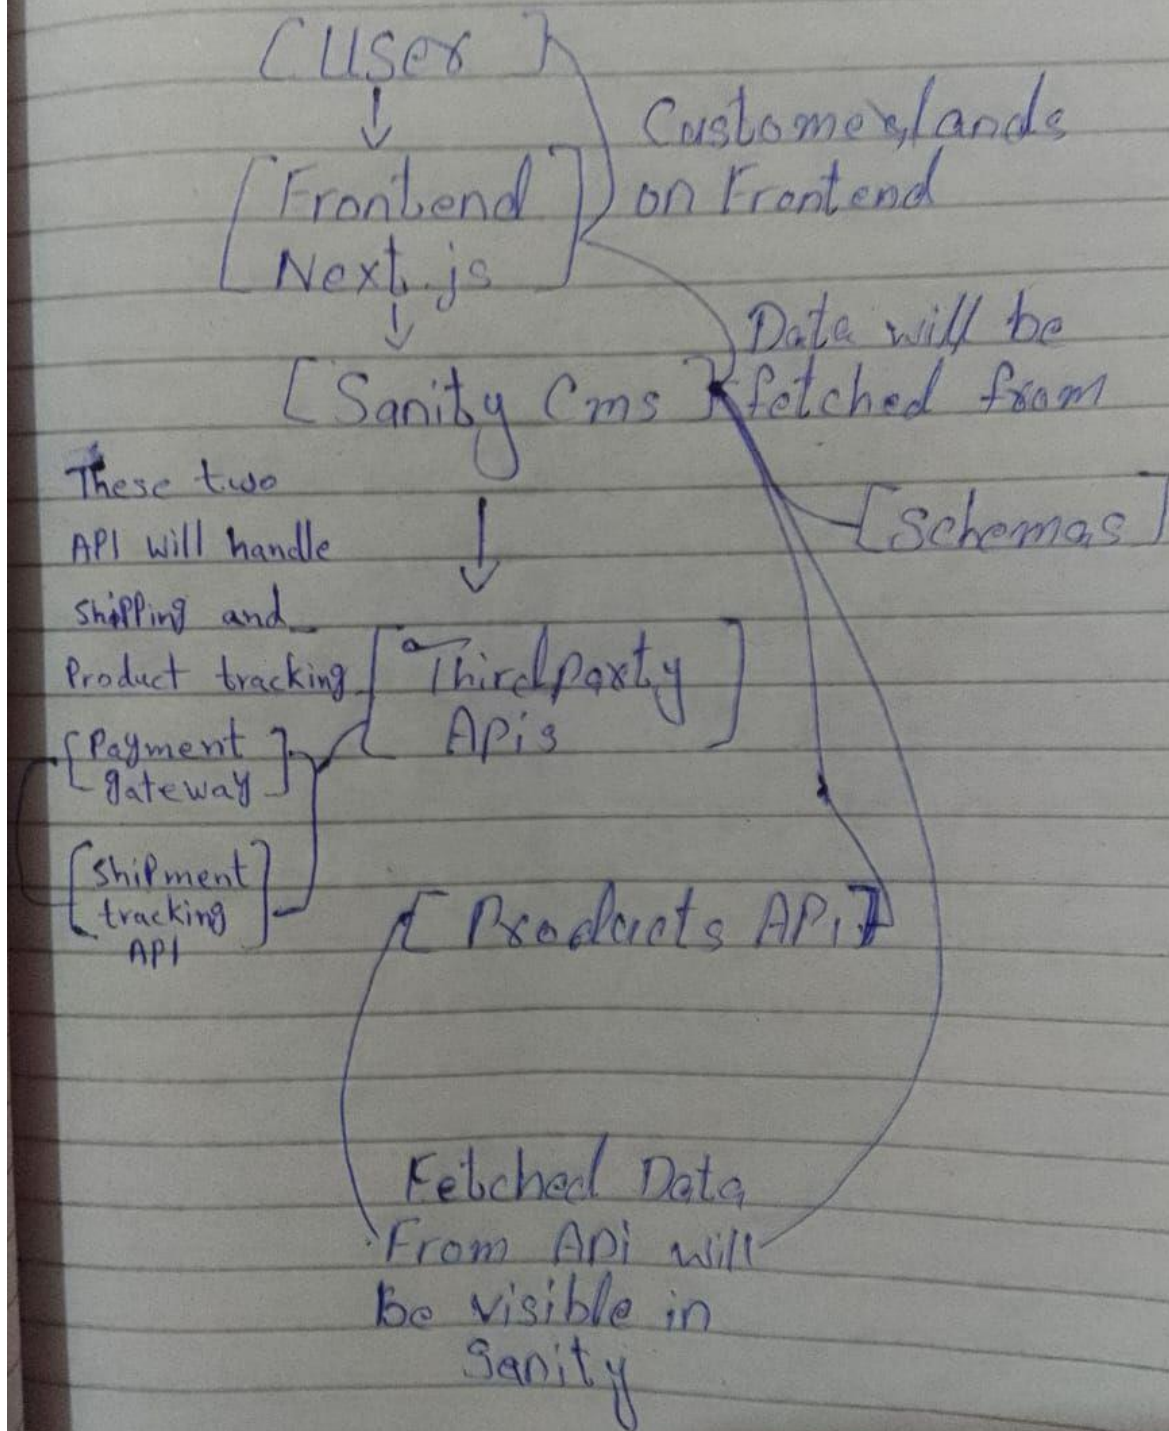 [User]
Customer lands
on Frontend
[Frontend
Next.js]
Data will be
fetched from
[Sanity Cms]
[Schemas]
These two
API will handle
shipping and
Product tracking
[Thirdparty
Apis]
[Payment
gateway]
[Shipment
tracking
API]
[Products APi]
Fetched Data
From Api will
Be visible in
Sanity